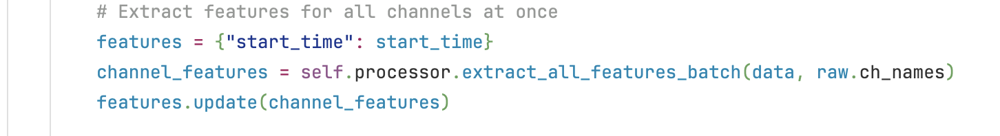 # Extract features for all channels at once
features = {"start_time": start_time}
channel_features = self.processor.extract_all_features_batch(data, raw.ch_names)
features.update(channel_features)